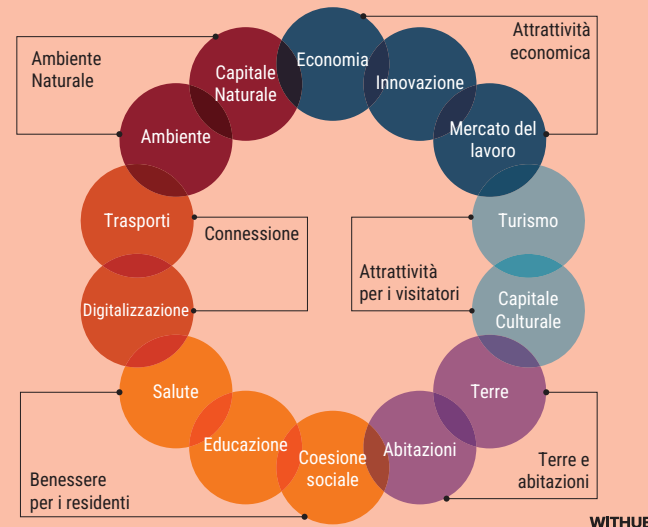 Ambiente
Naturale
Capitale
Naturale
Economia
Innovazione
Attrattività
economica
Ambiente
Mercato del
lavoro
Trasporti
Connessione
Turismo
Attrattività
per i visitatori
Digitalizzazione
Capitale
Culturale
Salute
Terre
Educazione
Coesione
sociale
Abitazioni
Benessere
per i residenti
Terre e
abitazioni
WITHUB